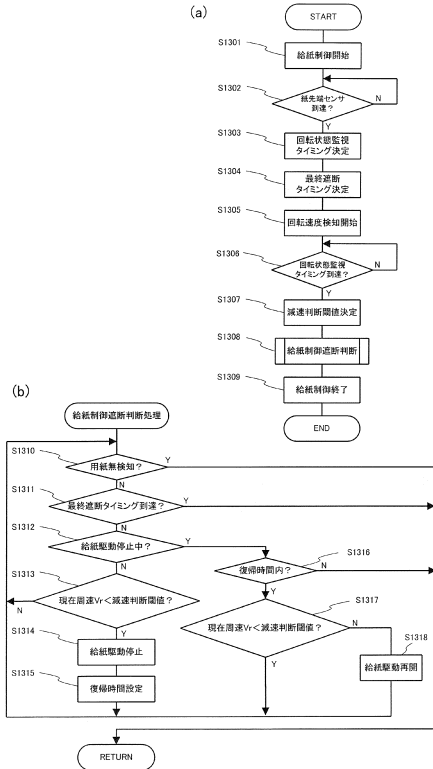 (a)
START
S1301
給紙制御開始
S1302
紙先端センサ
到達？
N
Y
S1303
回転状態監視
タイミング決定
S1304
最終遮断
タイミング決定
S1305
回転速度検知開始
S1306
回転状態監視
タイミング到達？
N
Y
S1307
減速判断閾値決定
S1308
給紙制御遮断判断
S1309
給紙制御終了
END
(b)
給紙制御遮断判断処理
S1310
用紙無検知？
Y
N
S1311
最終遮断タイミング到達？
Y
N
S1312
給紙駆動停止中？
Y
N
S1316
復帰時間内？
N
Y
S1313
現在周速Vr＜減速判断閾値？
N
Y
S1317
現在周速Vr＜減速判断閾値？
N
Y
S1314
給紙駆動停止
S1318
給紙駆動再開
S1315
復帰時間設定
RETURN